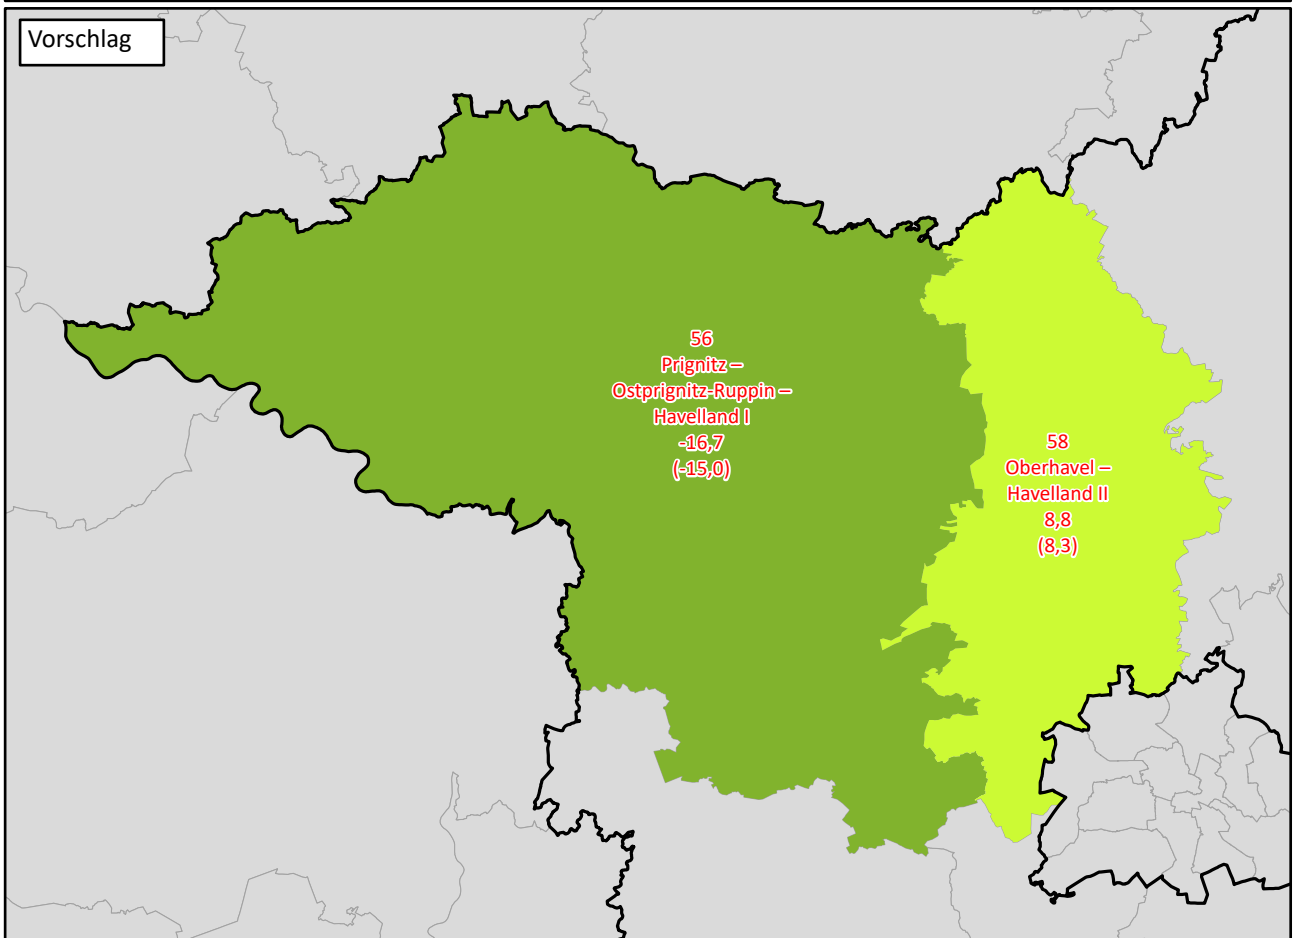 Vorschlag
56
Prignitz –
Ostprignitz-Ruppin –
Havelland I
-16,7
(-15,0)
58
Oberhavel –
Havelland II
8,8
(8,3)